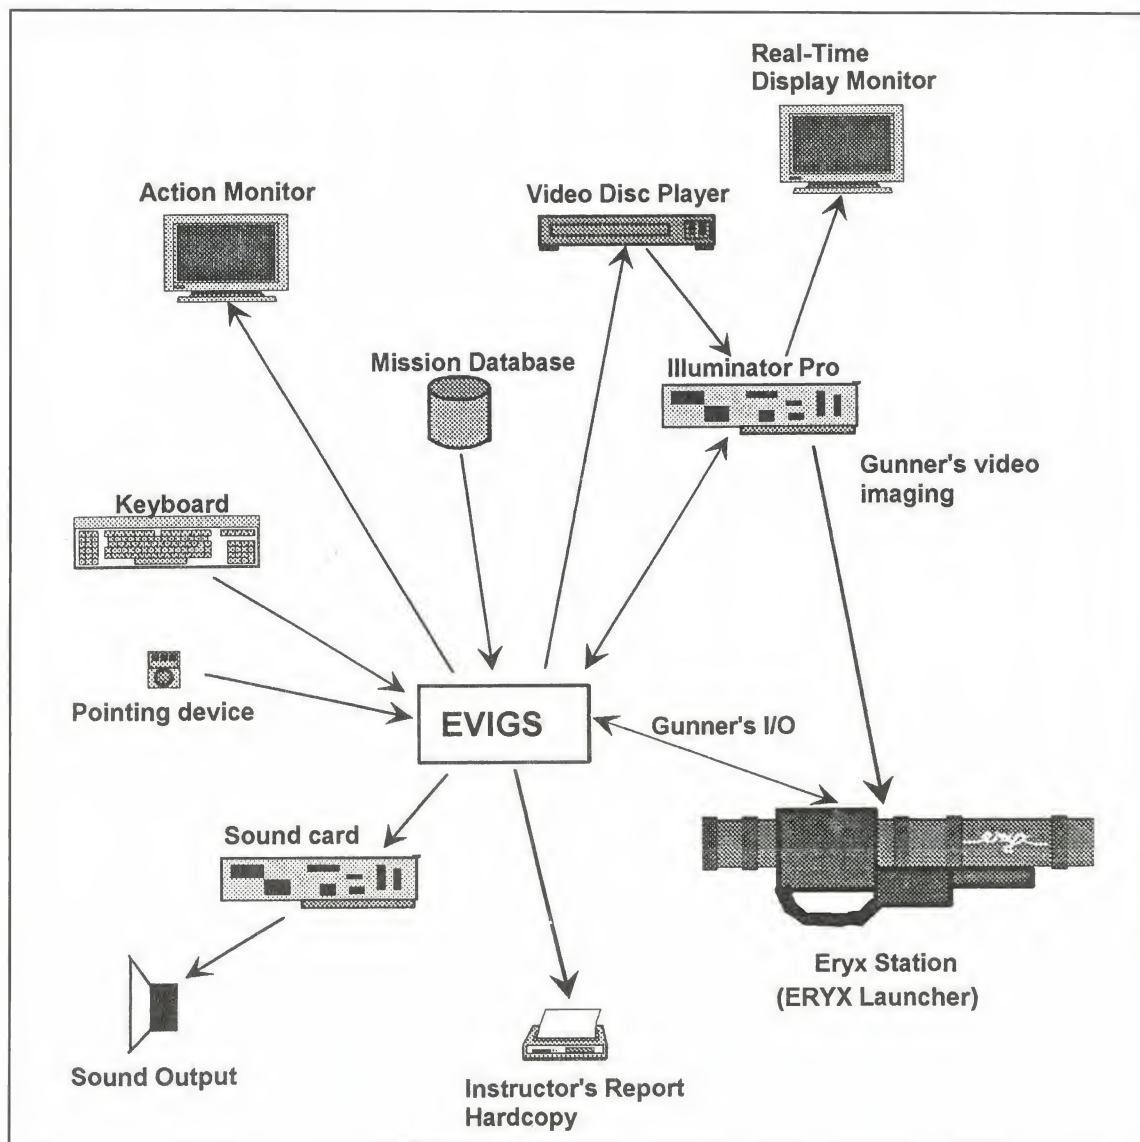 Real-Time
Display Monitor
Action Monitor
Video Disc Player
Mission Database
Illuminator Pro
Gunner's video
imaging
Keyboard
Pointing device
EVIGS
Gunner's I/O
Sound card
eryx
Eryx Station
(ERYX Launcher)
Sound Output
Instructor's Report
Hardcopy